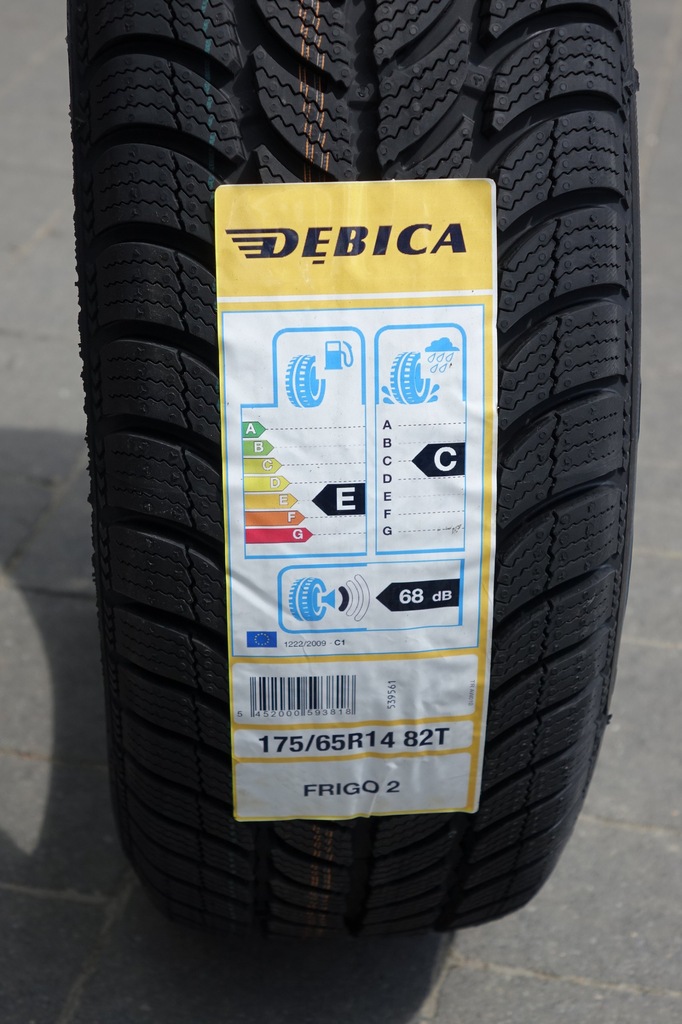 DĘBICA
A
B
C
D
E
F
G
E
A
B
C
D
E
F
G
C
68 dB
1222/2009 - C1
5 452000 593818
539561
175/65R14 82T
FRIGO 2